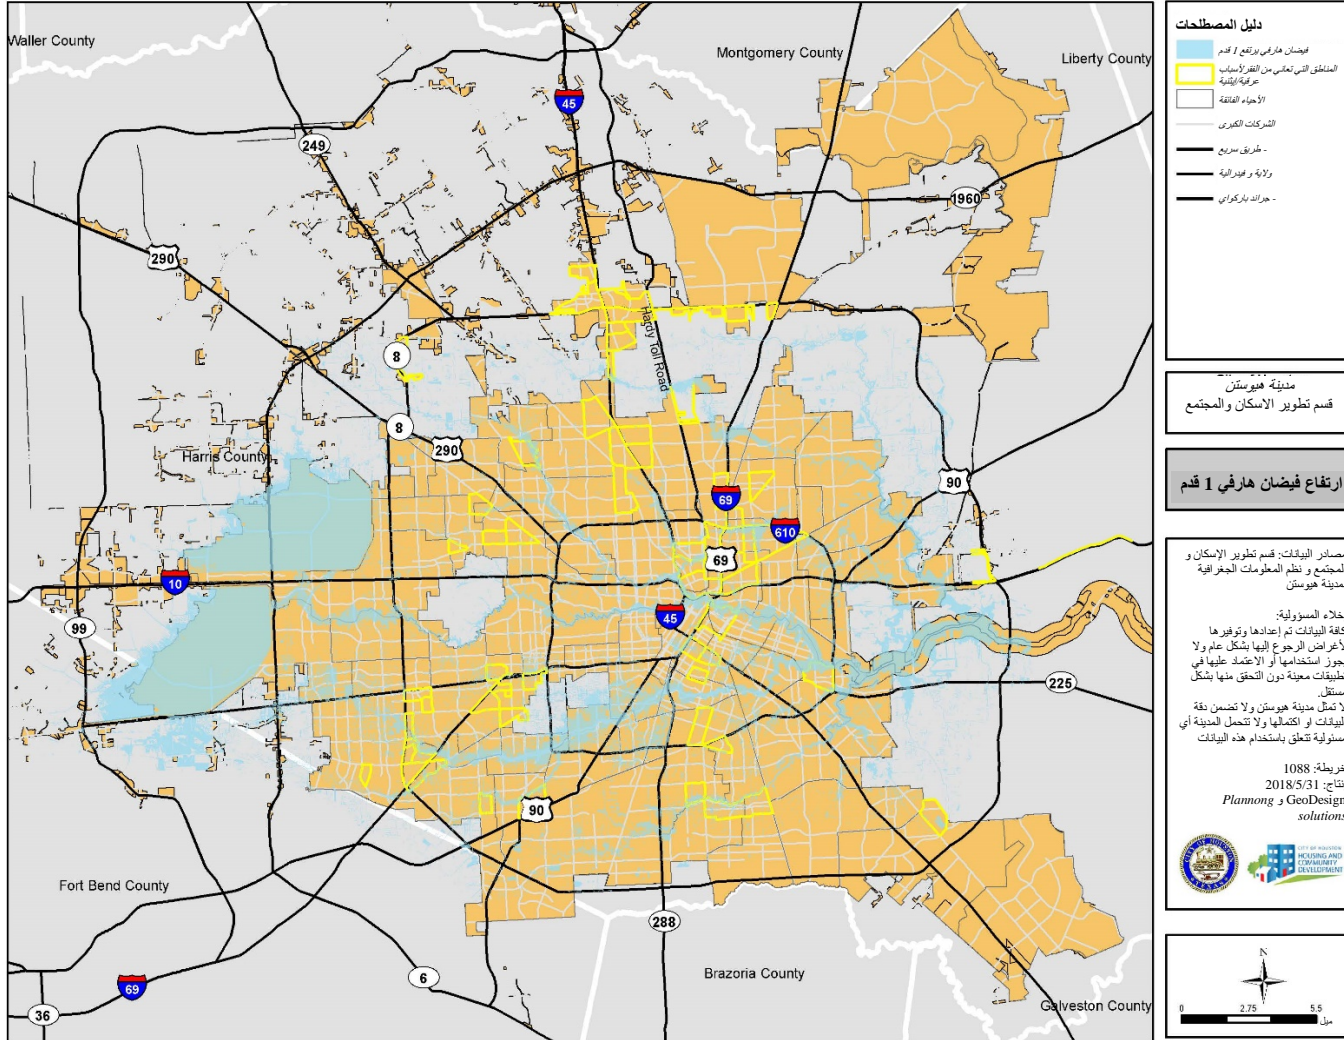 Waller County
Montgomery County
Liberty County
45
249
1960
290
8
Hardy Toll Road
8
290
Harris County
90
69
610
69
10
45
99
225
90
Fort Bend County
288
Brazoria County
6
69
36
Galveston County
دليل المصطلحات
فيضان هارفي يرتفع 1 قدم
المناطق التي تعاني من الفقر لأسباب
عرقية/إثنية
الأحياء الفائقة
الشركات الكبرى
- طريق سريع
ولاية و فيدرالية
- جراند باركواي
مدينة هيوستن
قسم تطوير الاسكان والمجتمع
ارتفاع فيضان هارفي 1 قدم
مصادر البيانات: قسم تطوير الإسكان و
المجتمع و نظم المعلومات الجغرافية
لمدينة هيوستن
خلاء المسؤولية:
كافة البيانات تم إعدادها وتوفيرها
لأغراض الرجوع إليها بشكل عام ولا
يجوز استخدامها أو الاعتماد عليها في
تطبيقات معينة دون التحقق منها بشكل
مستقل.
لا تمثل مدينة هيوستن ولا تضمن دقة
البيانات او اكتمالها ولا تتحمل المدينة أي
مسئولية تتعلق باستخدام هذه البيانات
خريطة: 1088
نتاج: 2018/5/31
GeoDesign و Plannong
solutions
CITY OF HOUSTON
HOUSING AND
COMMUNITY
DEVELOPMENT
N
0 2.75 5.5
ميل